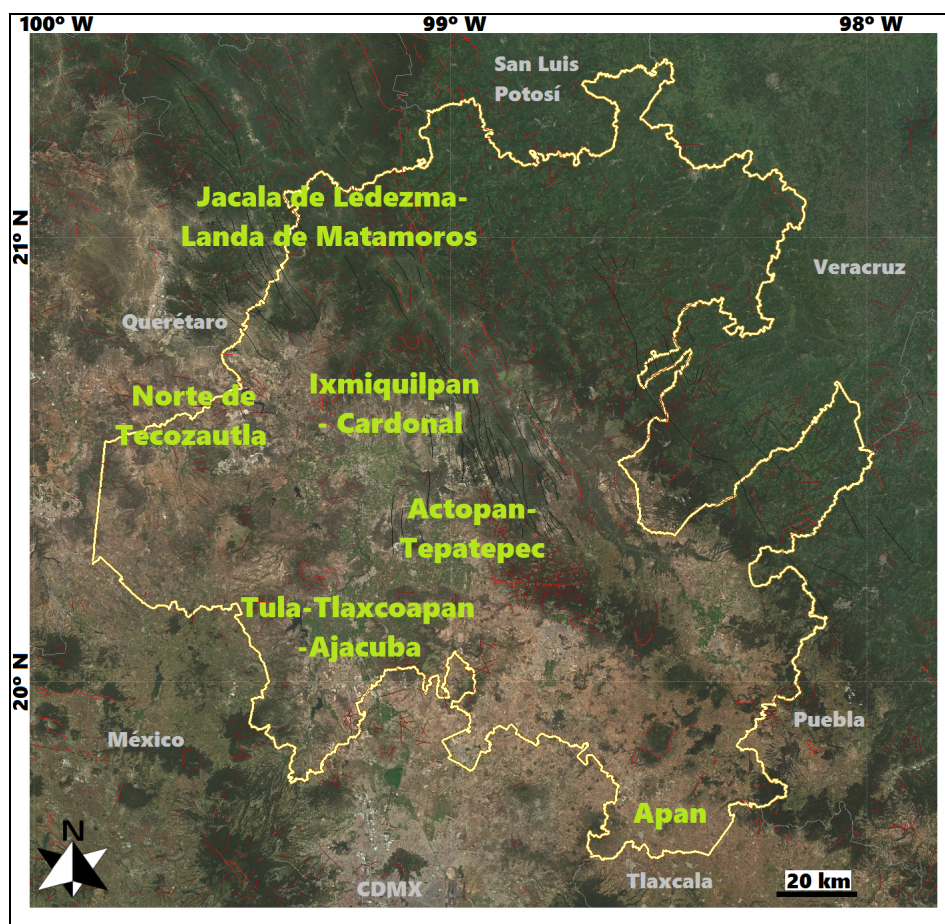 100° W
99° W
98° W
San Luis
Potosí
Jacala de Ledezma-
Landa de Matamoros
21° N
Veracruz
Querétaro
Norte de
Tecozautla
Ixmiquilpan
- Cardonal
Actopan-
Tepatepec
Tula-Tlaxcoapan
-Ajacuba
20° N
Puebla
México
Apan
N
CDMX
Tlaxcala
20 km